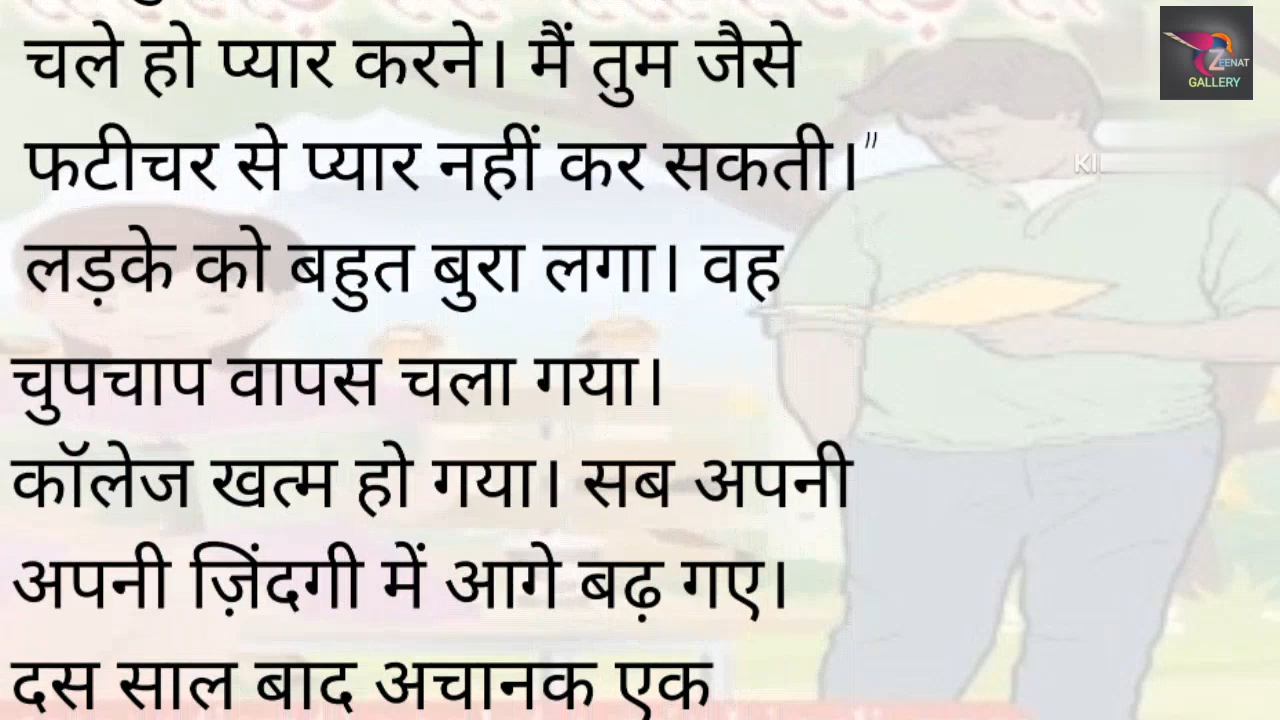 चले हो प्यार करने। मैं तुम जैसे
फटीचर से प्यार नहीं कर सकती।"
लड़के को बहुत बुरा लगा। वह
चुपचाप वापस चला गया।
कॉलेज खत्म हो गया। सब अपनी
अपनी ज़िंदगी में आगे बढ़ गए।
दस साल बाद अचानक एक
ZEENAT
GALLERY
KI